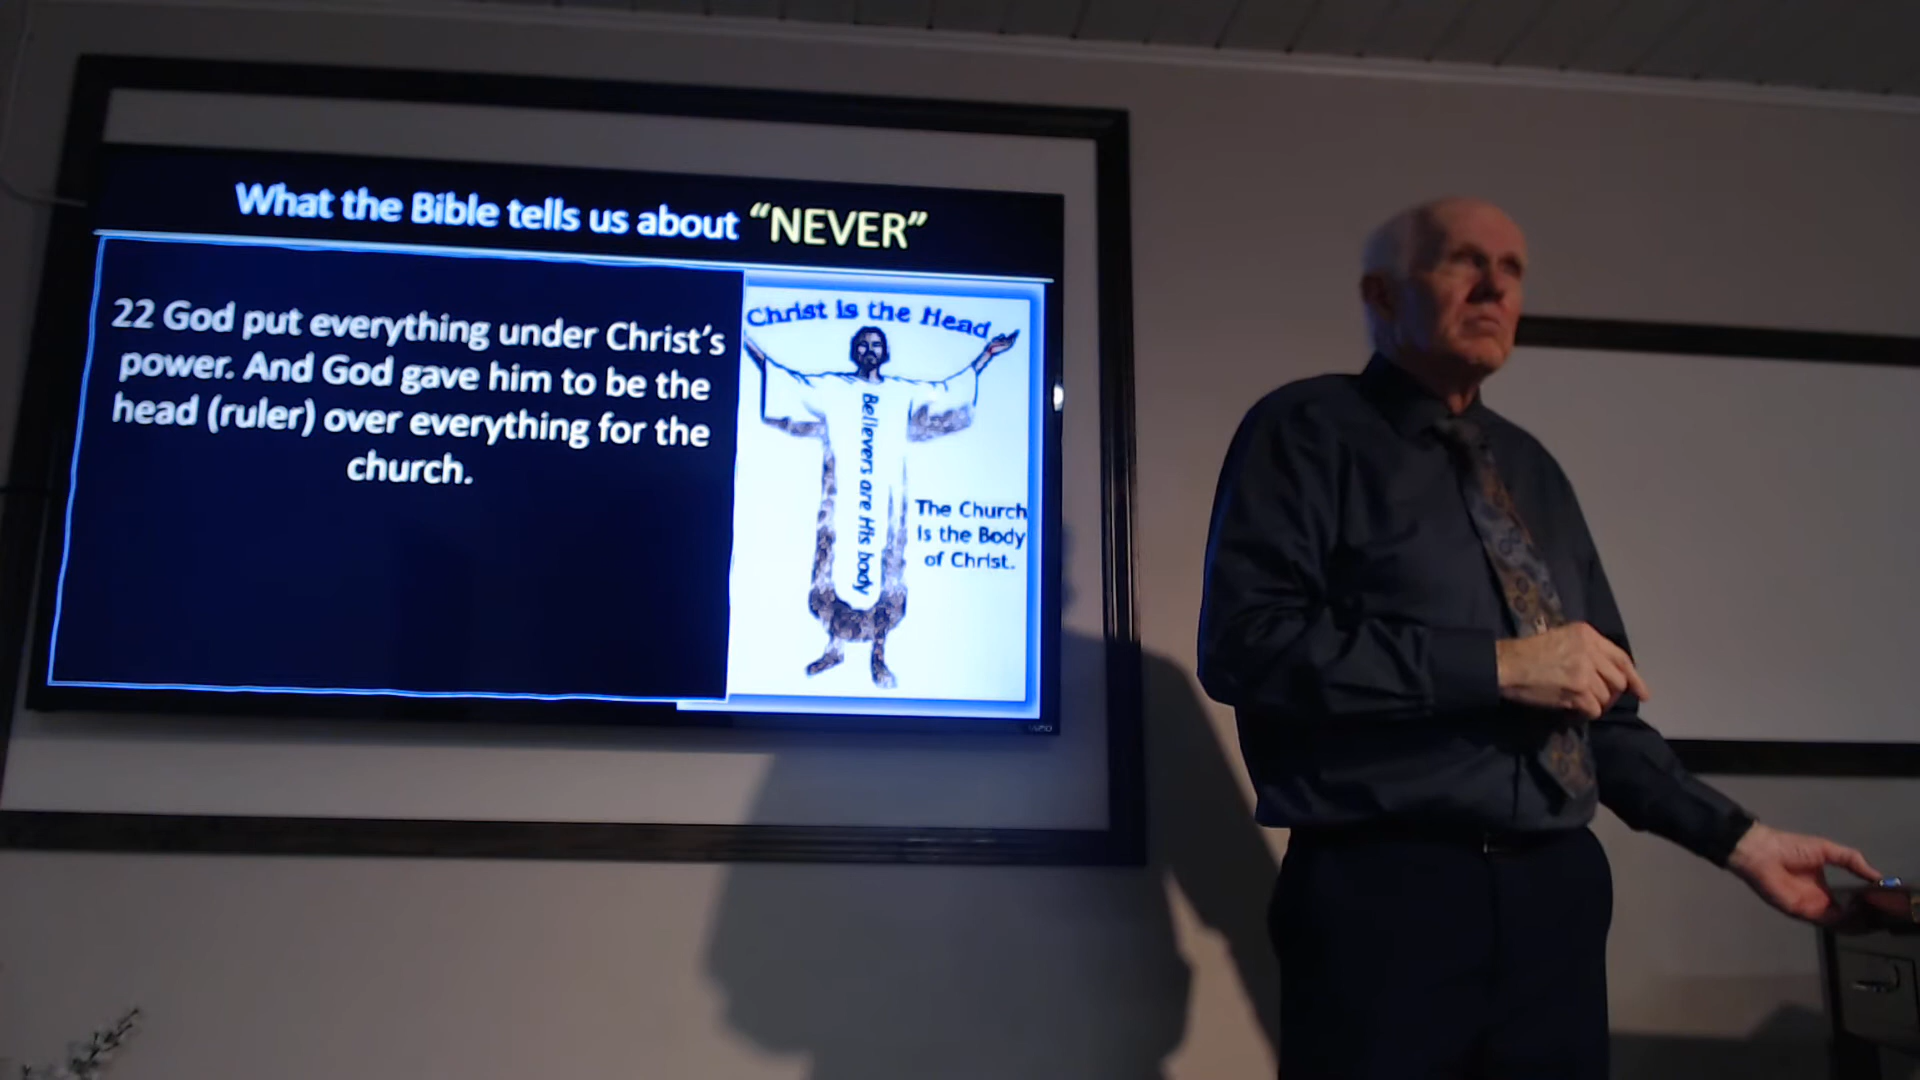 What the Bible tells us about “NEVER”
22 God put everything under Christ’s
power. And God gave him to be the
head (ruler) over everything for the
church.
Christ is the Head
Believers are His body
The Church
is the Body
of Christ.
VIZIO